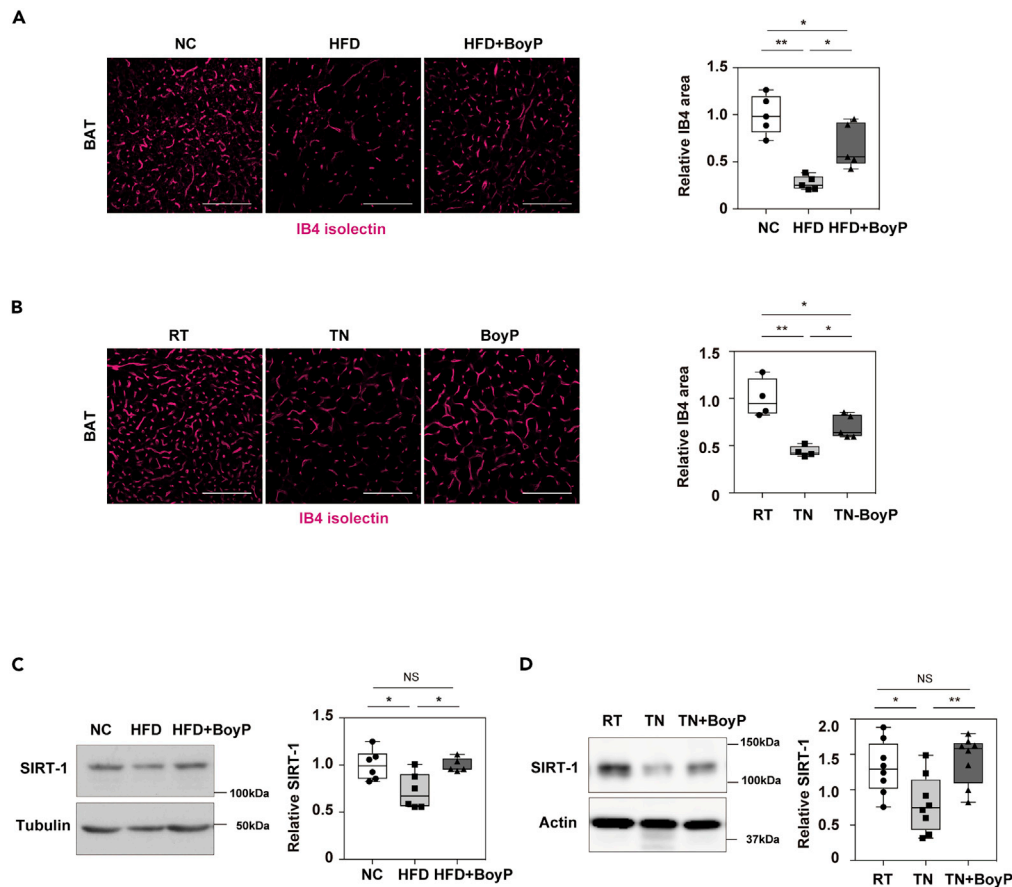 A
NC HFD HFD+BoyP
BAT
IB4 isolectin
* 
** *
Relative IB4 area
1.5
1.0
0.5
0
NC HFD HFD+BoyP
B
RT TN BoyP
BAT
IB4 isolectin
*
** *
Relative IB4 area
1.5
1.0
0.5
0
RT TN TN-BoyP
C
NC HFD HFD+BoyP
SIRT-1
100kDa
Tubulin
50kDa
NS
* *
Relative SIRT-1
1.5
1.0
0.5
0
NC HFD HFD+BoyP
D
RT TN TN+BoyP
150kDa
SIRT-1
100kDa
Actin
37kDa
NS
* **
Relative SIRT-1
2.0
1.5
1.0
0.5
0
RT TN TN+BoyP